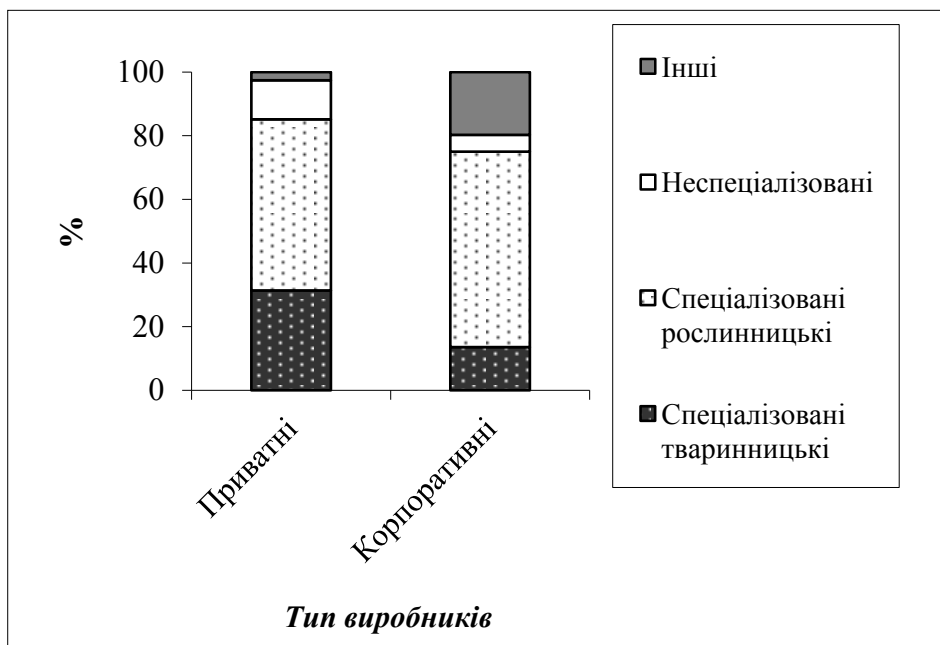 100
80
60
40
20
0
%
Приватні
Корпоративні
Тип виробників
Інші
Неспеціалізовані
Спеціалізовані
рослинницькі
Спеціалізовані
тваринницькі